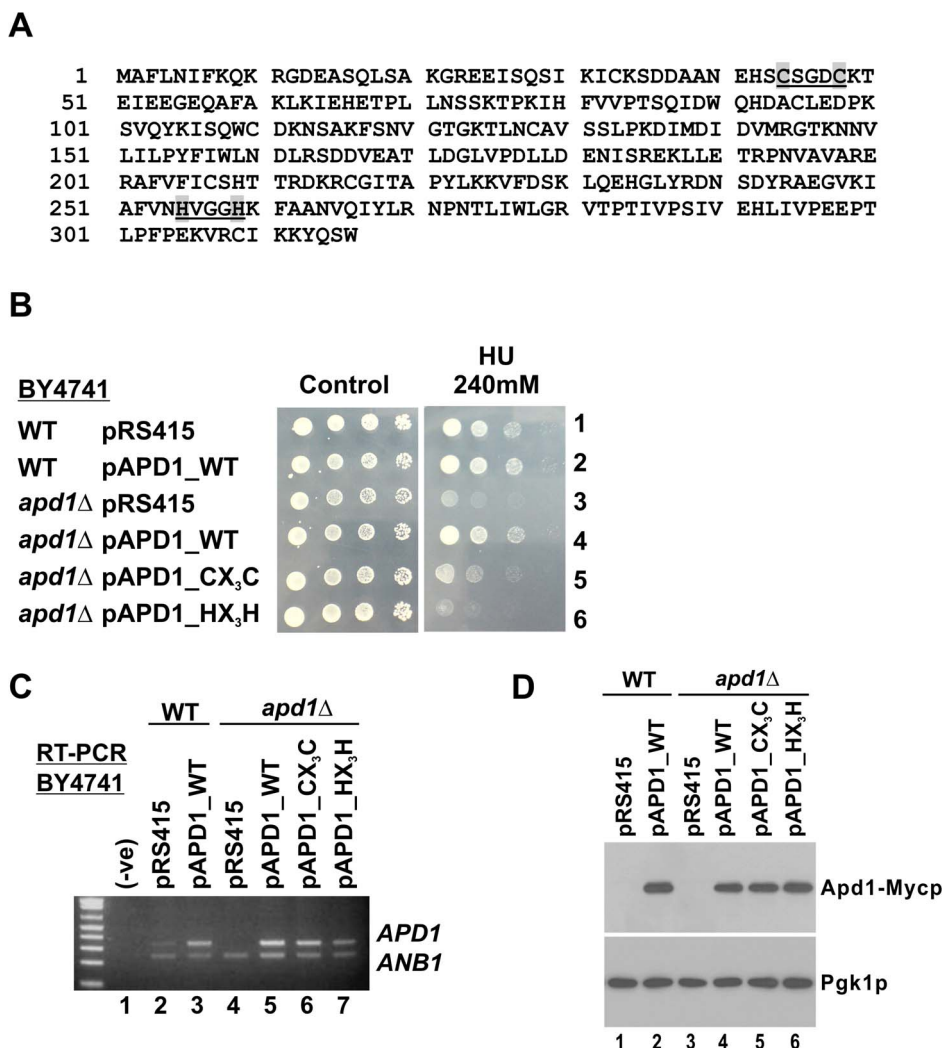 A
1 MAFLNIFKQK RGDEASQLSA KGREEISQSI KICKSDDAAN EHSCSGDCKT
51 EIEEGEQAFA KLKIEHETPL LNSSKTPKIH FVVPTSQIDW QHDACLEDPK
101 SVQYKISQWC DKNSAKFSNV GTGKTLNCAV SSLPKDIMDI DVMRGTKNNV
151 LILPYFIWLN DLRSDDVEAT LDGLVPDLLD ENISREKLLE TRPNVAVARE
201 RAFVFICSHT TRDKRCGITA PYLKKVFDSK LQEHGLYRDN SDYRAEGVKI
251 AFVNHVGGHK FAANVQIYLR NPNTLIWLGR VTPTIVPSIV EHLIVPEEPT
301 LPFPEKVRCI KKYQSW
B
BY4741 Control HU 240mM
WT pRS415 1
WT pAPD1_WT 2
apd1Δ pRS415 3
apd1Δ pAPD1_WT 4
apd1Δ pAPD1_CX₃C 5
apd1Δ pAPD1_HX₃H 6
C
WT apd1Δ
RT-PCR
BY4741
(-ve) pRS415 pAPD1_WT pRS415 pAPD1_WT pAPD1_CX₃C pAPD1_HX₃H
APD1
ANB1
1 2 3 4 5 6 7
D
WT apd1Δ
pRS415 pAPD1_WT pRS415 pAPD1_WT pAPD1_CX₃C pAPD1_HX₃H
Apd1-Mycp
Pgk1p
1 2 3 4 5 6